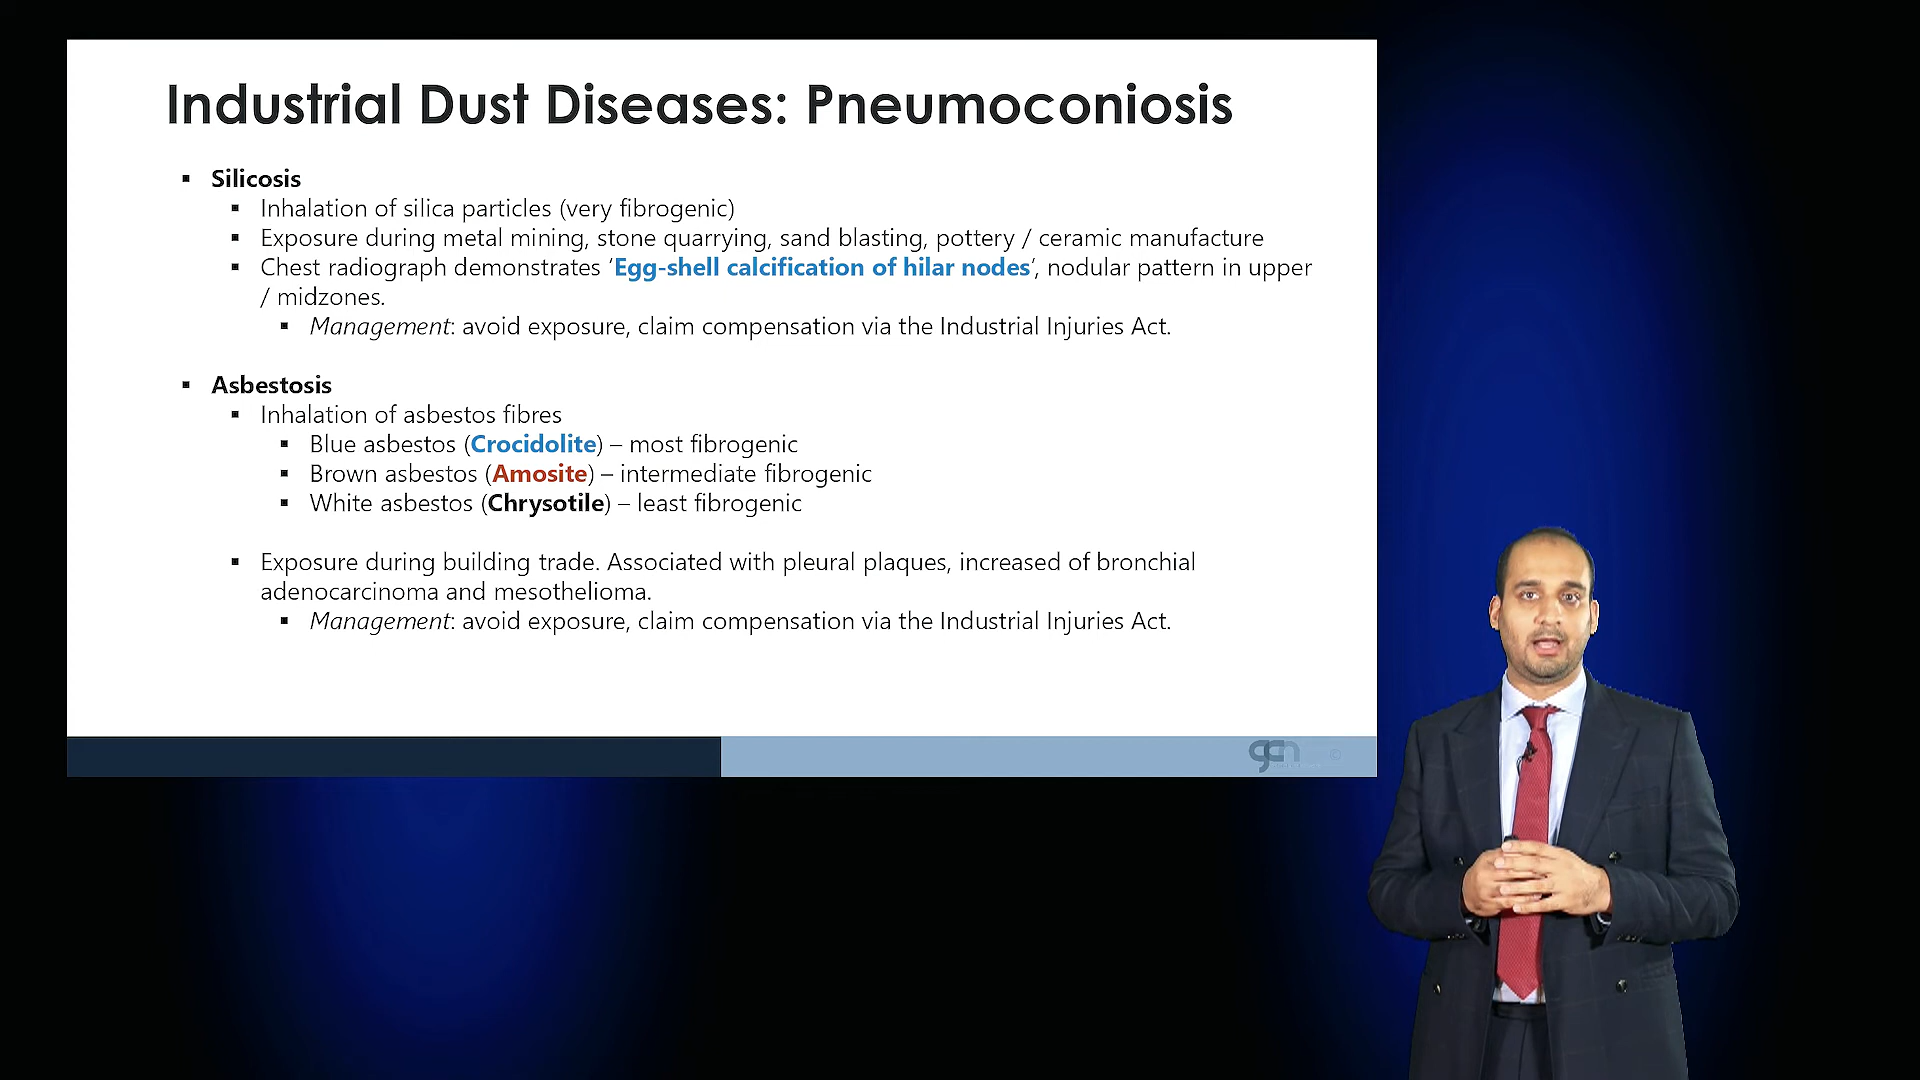 Industrial Dust Diseases: Pneumoconiosis
▪ Silicosis
▪ Inhalation of silica particles (very fibrogenic)
▪ Exposure during metal mining, stone quarrying, sand blasting, pottery / ceramic manufacture
▪ Chest radiograph demonstrates ‘Egg-shell calcification of hilar nodes’, nodular pattern in upper
/ midzones.
▪ Management: avoid exposure, claim compensation via the Industrial Injuries Act.
▪ Asbestosis
▪ Inhalation of asbestos fibres
▪ Blue asbestos (Crocidolite) – most fibrogenic
▪ Brown asbestos (Amosite) – intermediate fibrogenic
▪ White asbestos (Chrysotile) – least fibrogenic
▪ Exposure during building trade. Associated with pleural plaques, increased of bronchial
adenocarcinoma and mesothelioma.
▪ Management: avoid exposure, claim compensation via the Industrial Injuries Act.